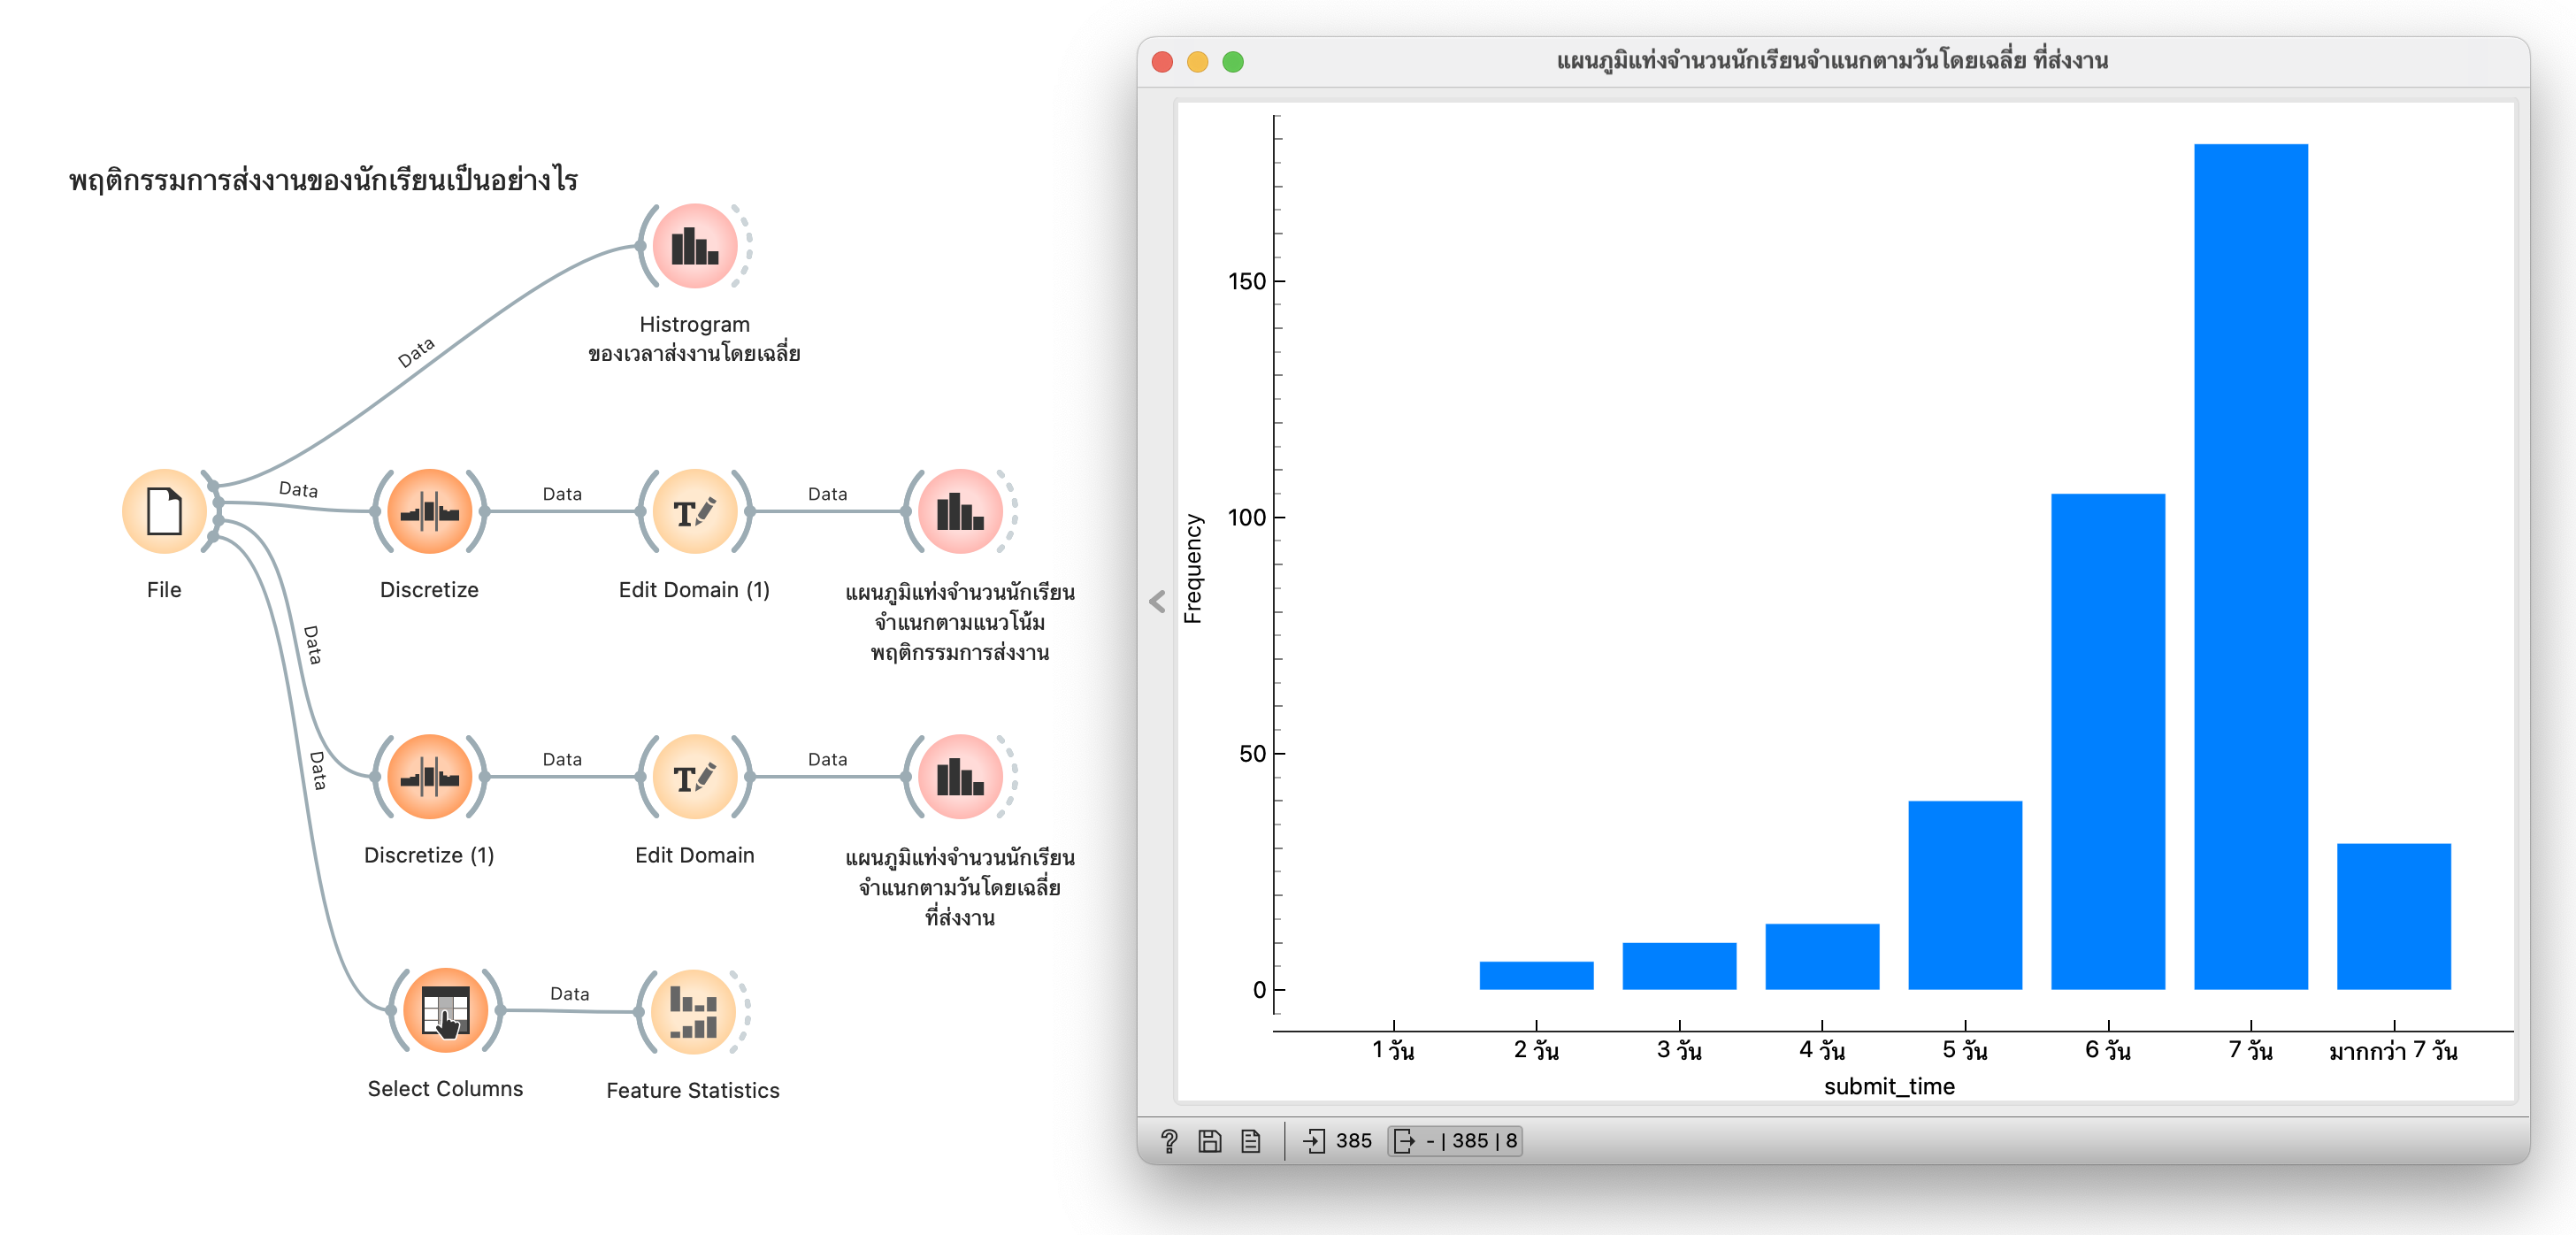 พฤติกรรมการส่งงานของนักเรียนเป็นอย่างไร
Data
Histrogram
ของเวลาส่งงานโดยเฉลี่ย
File
Data
Discretize
Data
Edit Domain (1)
Data
แผนภูมิแท่งจำนวนนักเรียน
จำแนกตามแนวโน้ม
พฤติกรรมการส่งงาน
Data
Discretize (1)
Data
Edit Domain
Data
แผนภูมิแท่งจำนวนนักเรียน
จำแนกตามวันโดยเฉลี่ย
ที่ส่งงาน
Data
Select Columns
Data
Feature Statistics
แผนภูมิแท่งจำนวนนักเรียนจำแนกตามวันโดยเฉลี่ย ที่ส่งงาน
Frequency
150
100
50
0
1 วัน 2 วัน 3 วัน 4 วัน 5 วัน 6 วัน 7 วัน มากกว่า 7 วัน
submit_time
? 385 - | 385 | 8